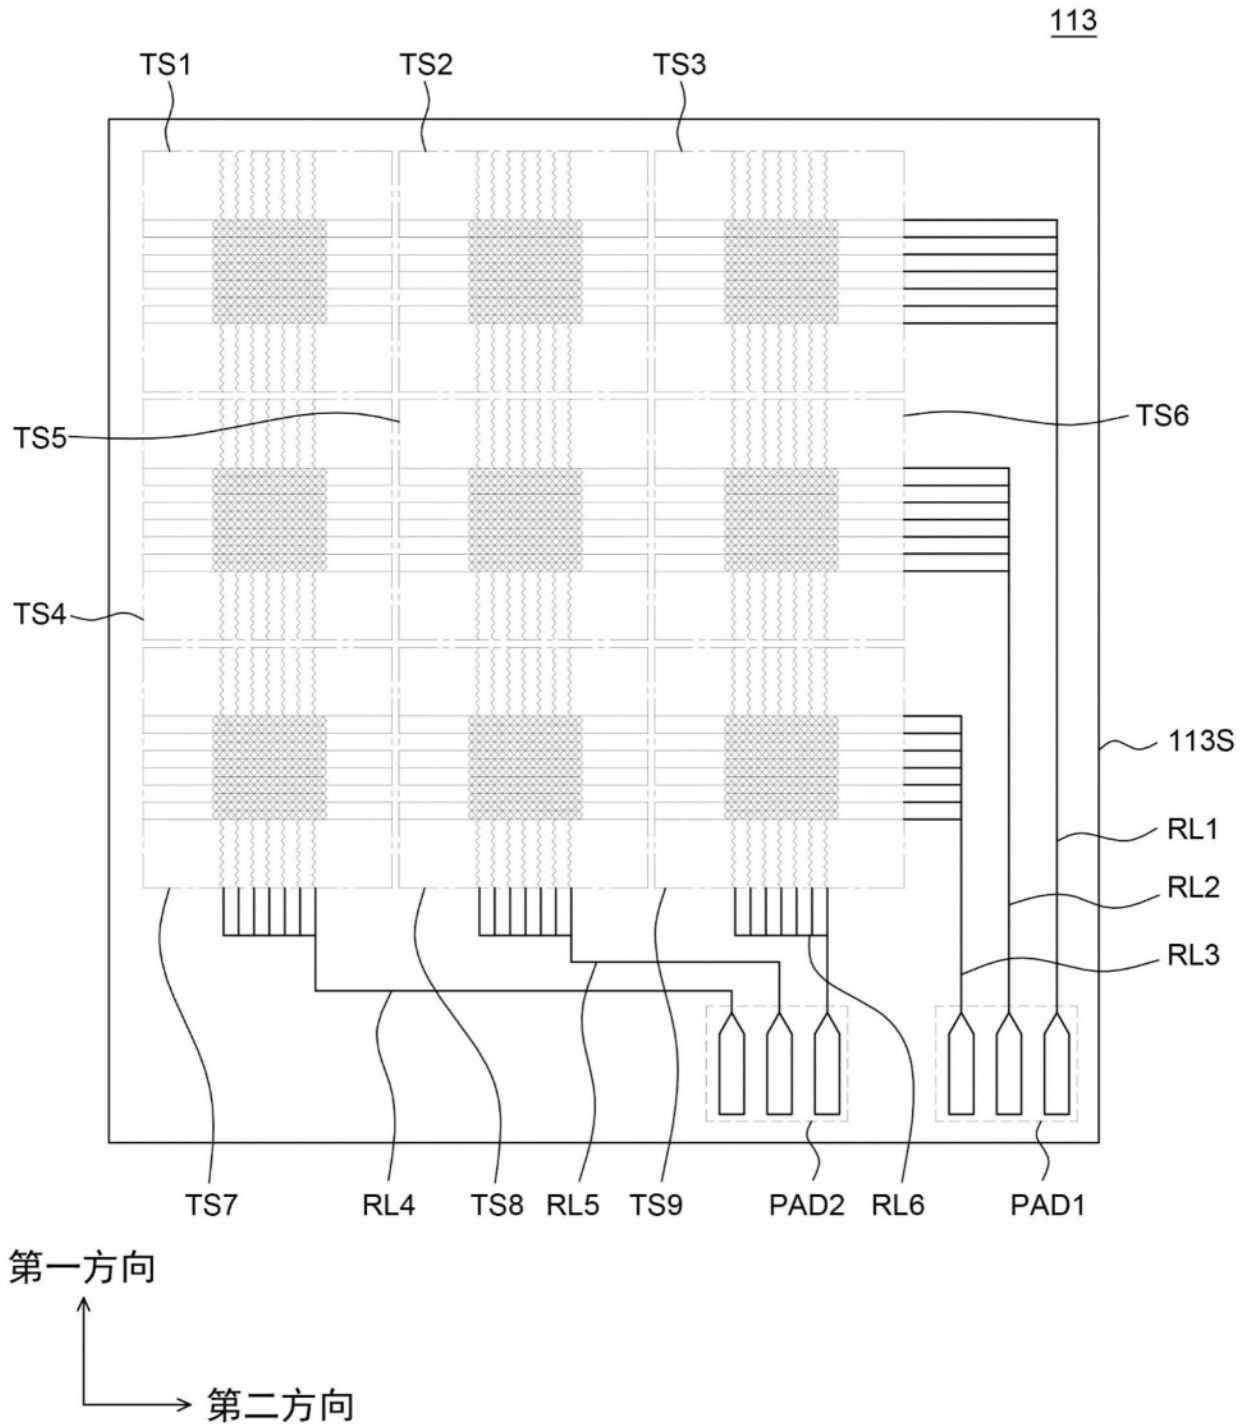 113
TS1 TS2 TS3
TS5 TS6
TS4
113S
RL1
RL2
RL3
TS7 RL4 TS8 RL5 TS9 PAD2 RL6 PAD1
第一方向
第二方向